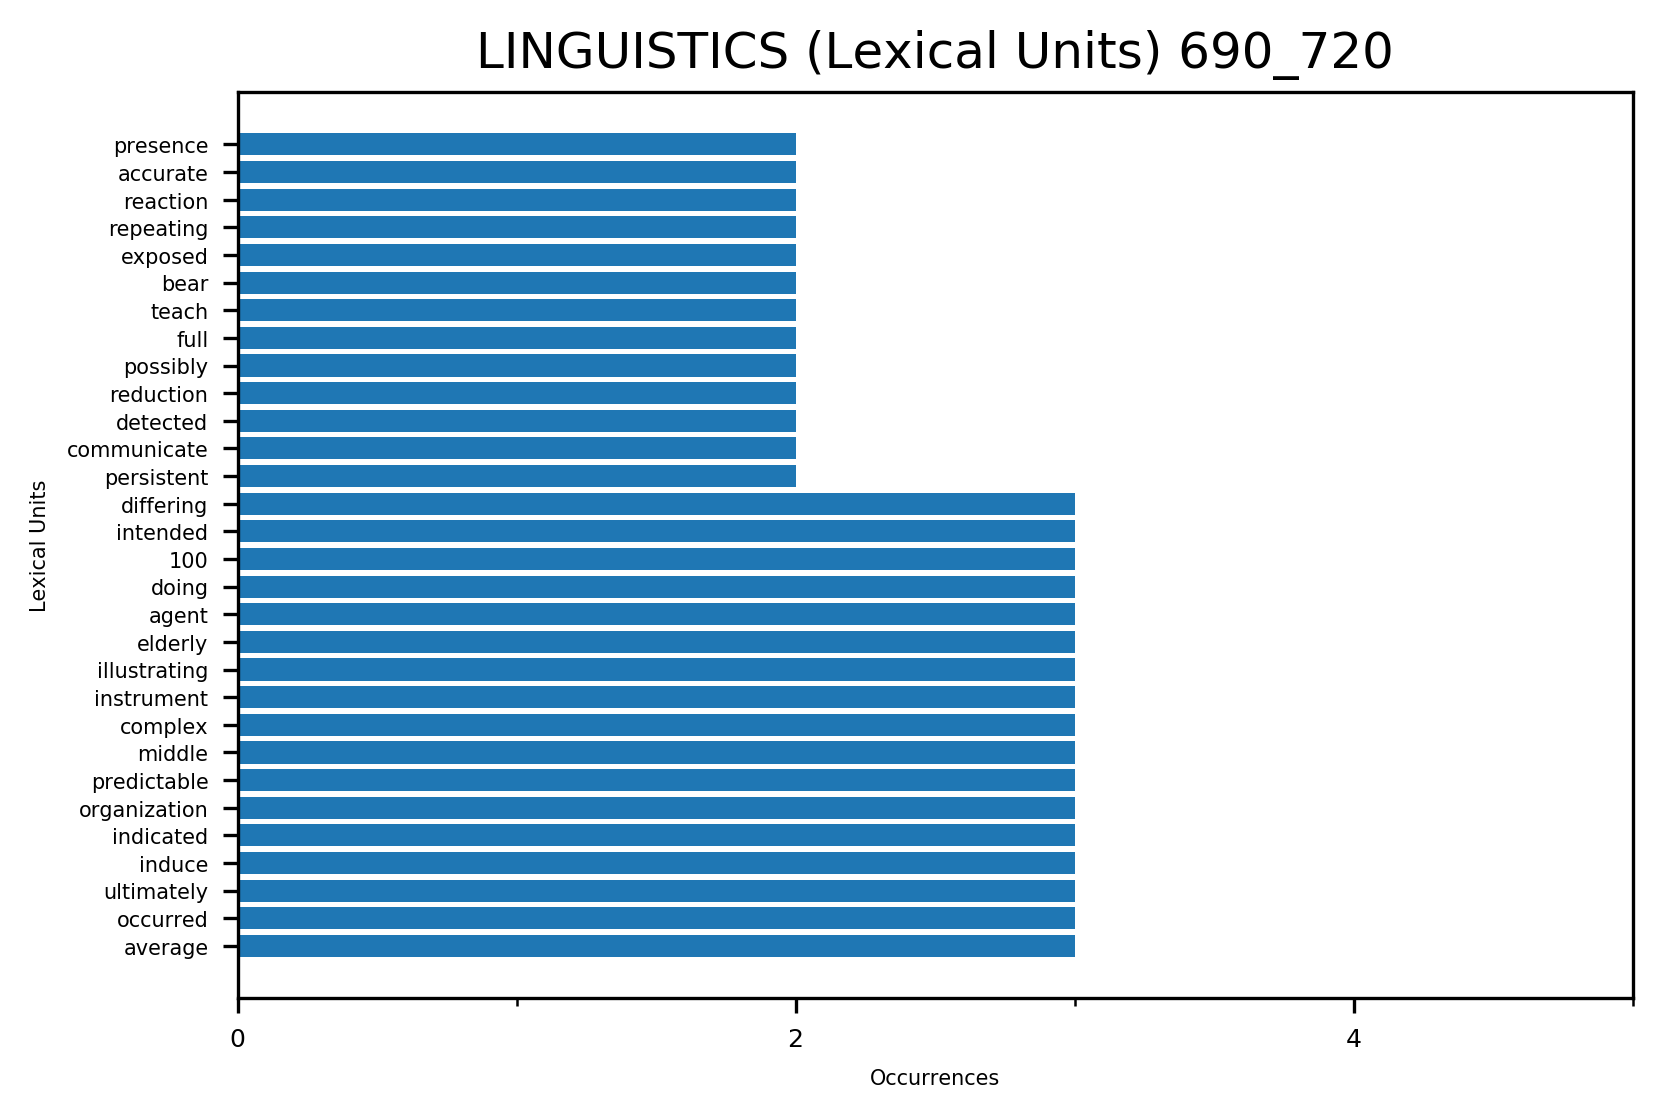 LINGUISTICS (Lexical Units) 690_720
presence
accurate
reaction
repeating
exposed
bear
teach
full
possibly
reduction
detected
communicate
persistent
differing
intended
100
doing
agent
elderly
illustrating
instrument
complex
middle
predictable
organization
indicated
induce
ultimately
occurred
average
Lexical Units
0 2 4
Occurrences